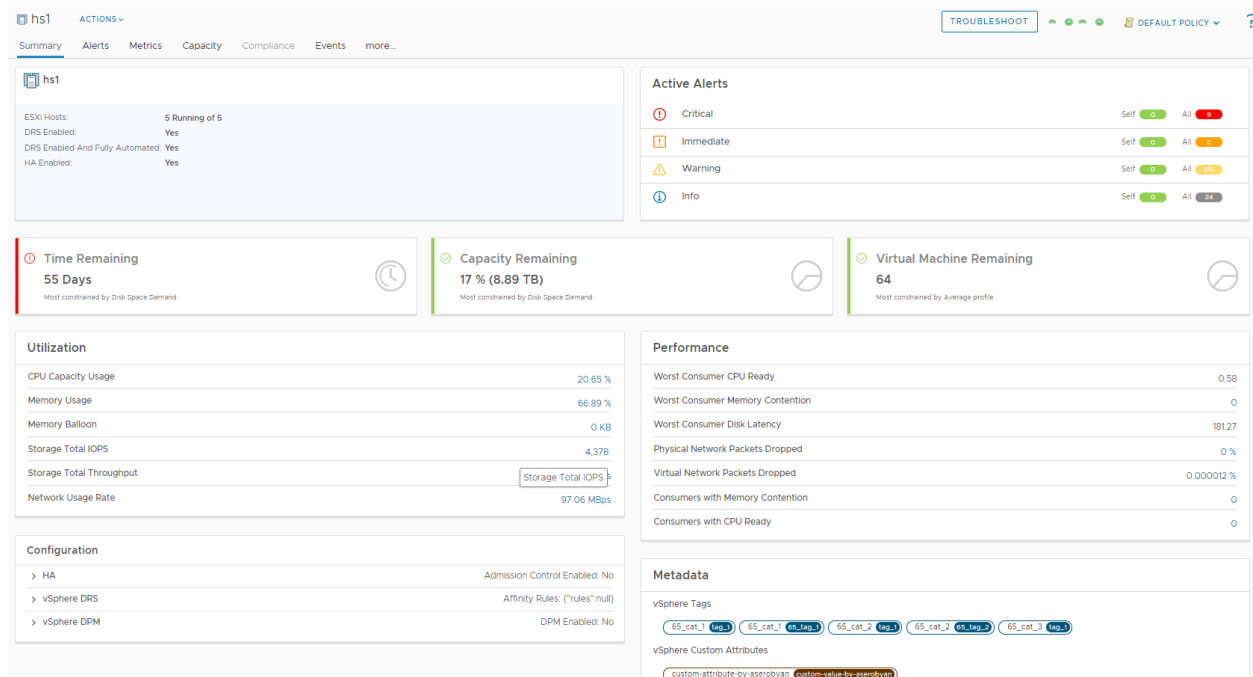 hs1 ACTIONS TROUBLESHOOT DEFAULT POLICY ?
Summary Alerts Metrics Capacity Compliance Events more...
hs1
ESXi Hosts: 5 Running of 5
DRS Enabled: Yes
DRS Enabled And Fully Automated: Yes
HA Enabled: Yes
Active Alerts
Critical Self 0 All 9
Immediate Self 0 All 2
Warning Self 0 All
Info Self 0 All 24
Time Remaining
55 Days
Most constrained by Disk Space Demand
Capacity Remaining
17 % (8.89 TB)
Most constrained by Disk Space Demand
Virtual Machine Remaining
64
Most constrained by Average profile
Utilization
CPU Capacity Usage 20.65 %
Memory Usage 66.89 %
Memory Balloon 0 KB
Storage Total IOPS 4,378
Storage Total Throughput Storage Total IOPS s
Network Usage Rate 97.06 MBps
Performance
Worst Consumer CPU Ready 0.58
Worst Consumer Memory Contention 0
Worst Consumer Disk Latency 181.27
Physical Network Packets Dropped 0 %
Virtual Network Packets Dropped 0.000012 %
Consumers with Memory Contention 0
Consumers with CPU Ready 0
Configuration
HA Admission Control Enabled: No
vSphere DRS Affinity Rules: {"rules":null}
vSphere DPM DPM Enabled: No
Metadata
vSphere Tags
65_cat_1 tag_1 65_cat_1 65_tag_1 65_cat_2 tag_1 65_cat_2 65_tag_2 65_cat_3 tag_1
vSphere Custom Attributes
custom-attribute-by-aserobyan custom-value-by-aserobyan